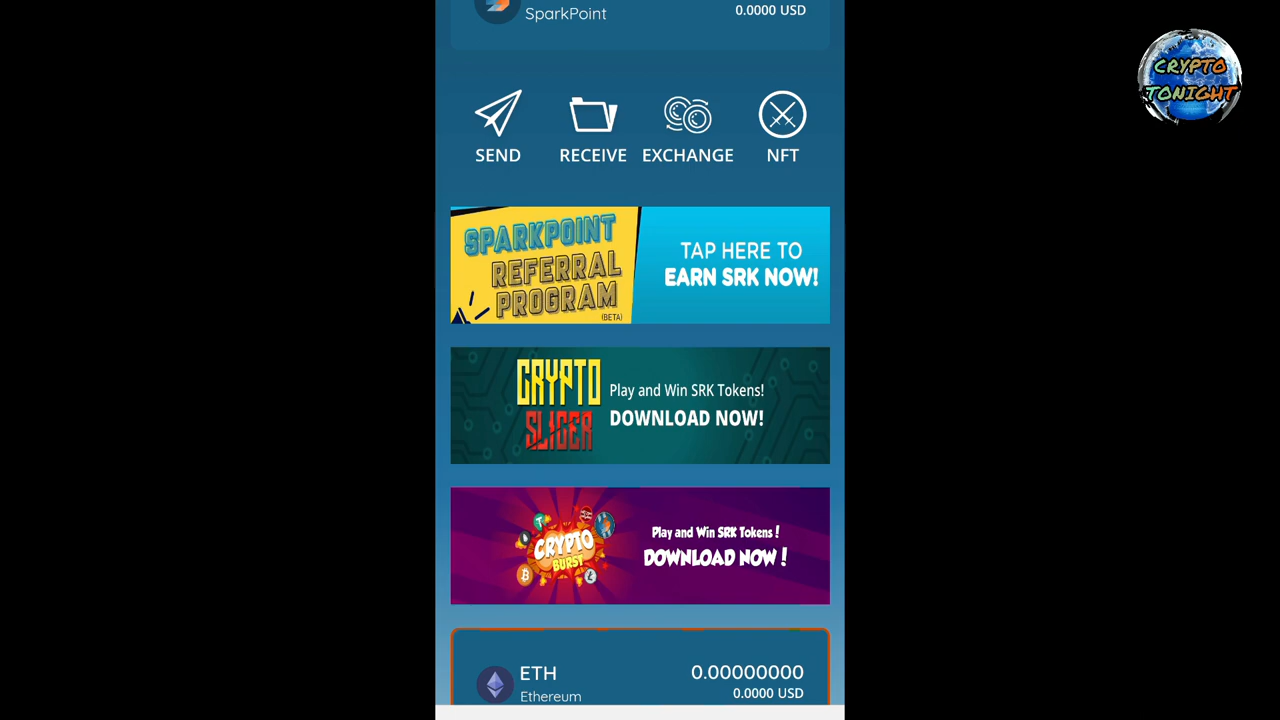 SparkPoint
0.0000 USD
CRYPTO
TONIGHT
SEND
RECEIVE
EXCHANGE
NFT
SPARKPOINT
REFERRAL
PROGRAM
(BETA)
TAP HERE TO
EARN SRK NOW!
CRYPTO
SLICER
Play and Win SRK Tokens!
DOWNLOAD NOW!
CRYPTO
BURST
Play and Win SRK Tokens!
DOWNLOAD NOW!
ETH
0.00000000
Ethereum
0.0000 USD